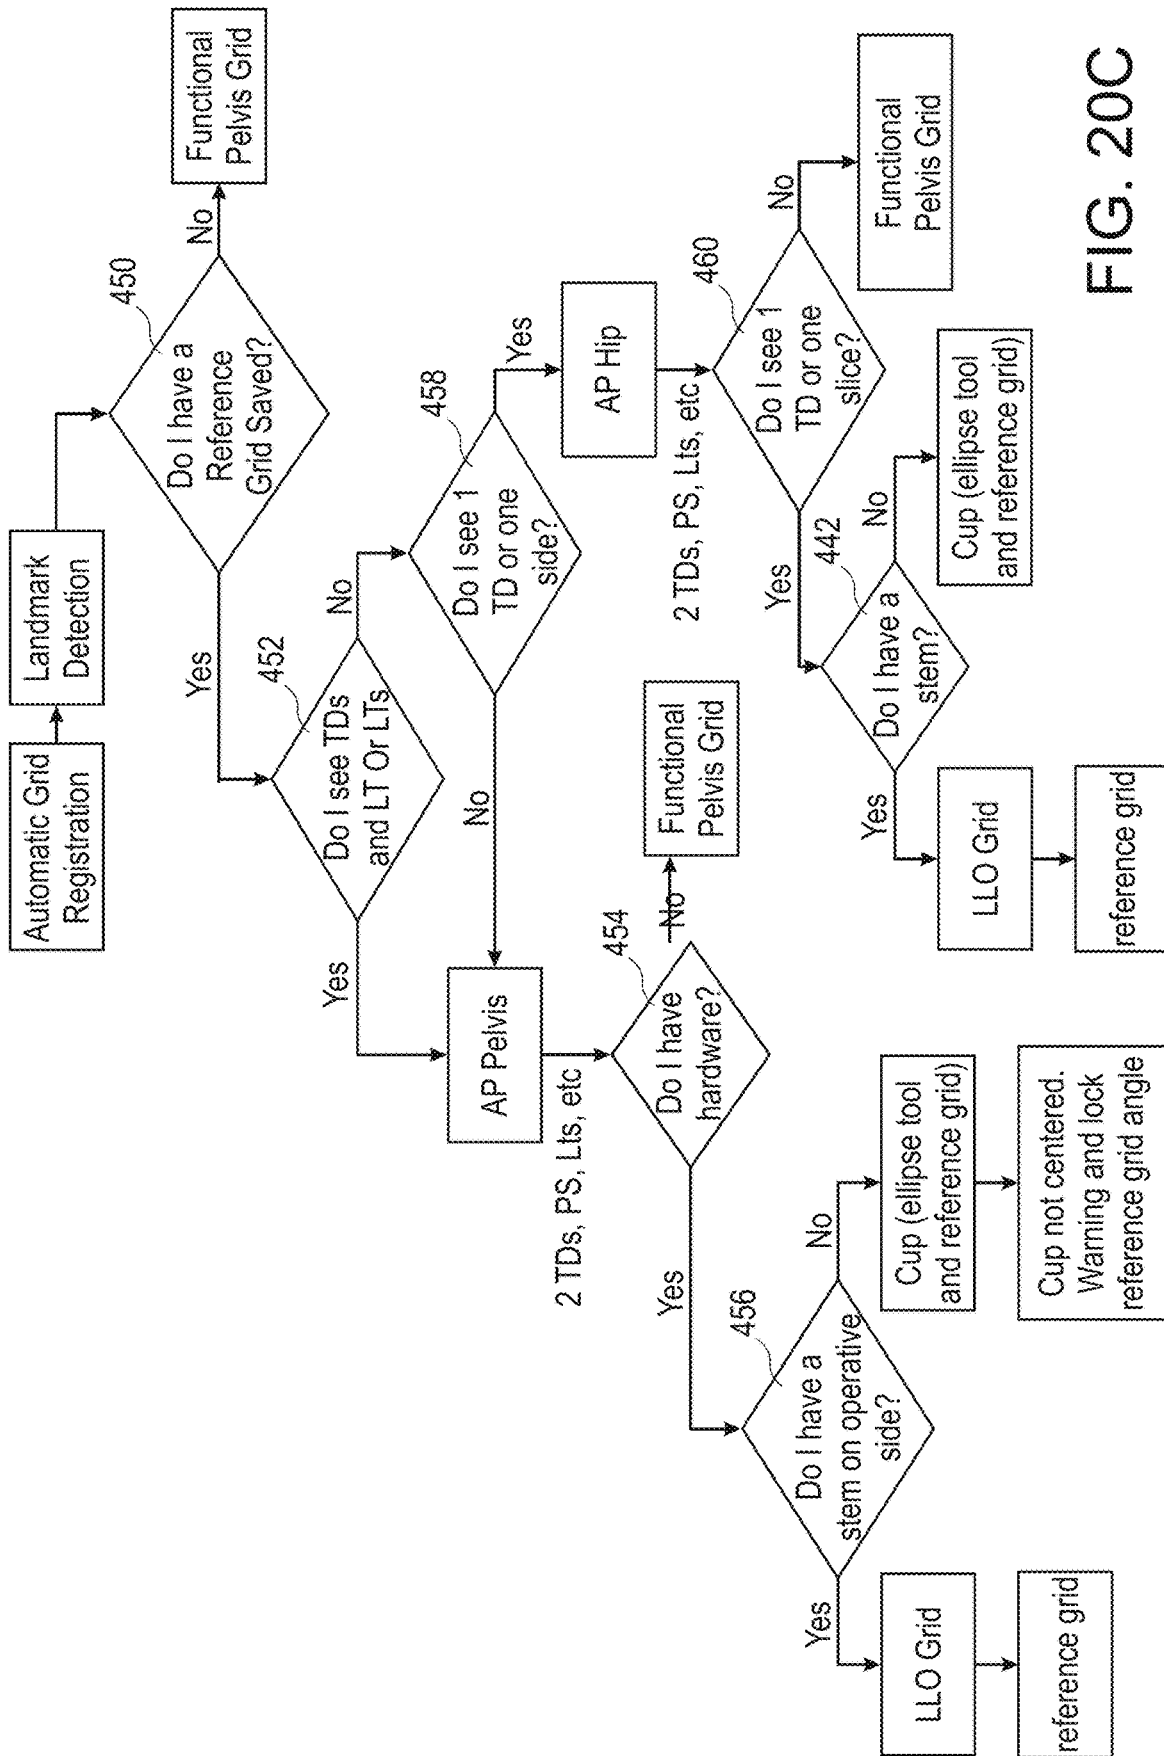 Automatic Grid
Registration
Landmark
Detection
450
Do I have a
Reference
Grid Saved?
No
Functional
Pelvis Grid
Yes
452
Do I see TDs
and LT Or LTs
No
458
Do I see 1
TD or one
side?
Yes
AP Hip
Yes
No
AP Pelvis
2 TDs, PS, Lts, etc
454
Do I have
hardware?
No
Functional
Pelvis Grid
2 TDs, PS, Lts, etc
460
Do I see 1
TD or one
slice?
No
Functional
Pelvis Grid
Yes
442
Do I have a
stem?
No
Cup (ellipse tool
and reference grid)
Yes
LLO Grid
reference grid
Yes
456
Do I have a
stem on operative
side?
No
Cup (ellipse tool
and reference grid)
Cup not centered.
Warning and lock
reference grid angle
Yes
LLO Grid
reference grid
FIG. 20C